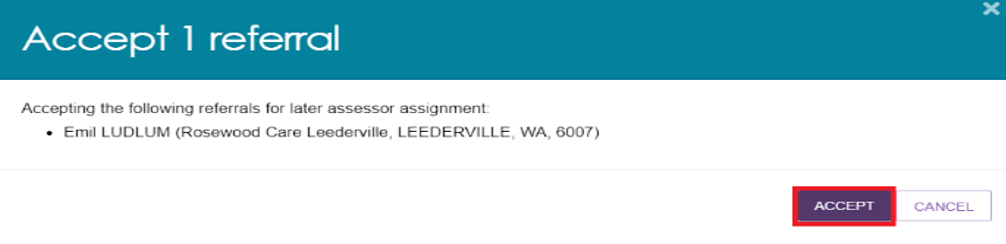 Accept 1 referral
Accepting the following referrals for later assessor assignment:
• Emil LUDLUM (Rosewood Care Leederville, LEEDERVILLE, WA, 6007)
ACCEPT CANCEL